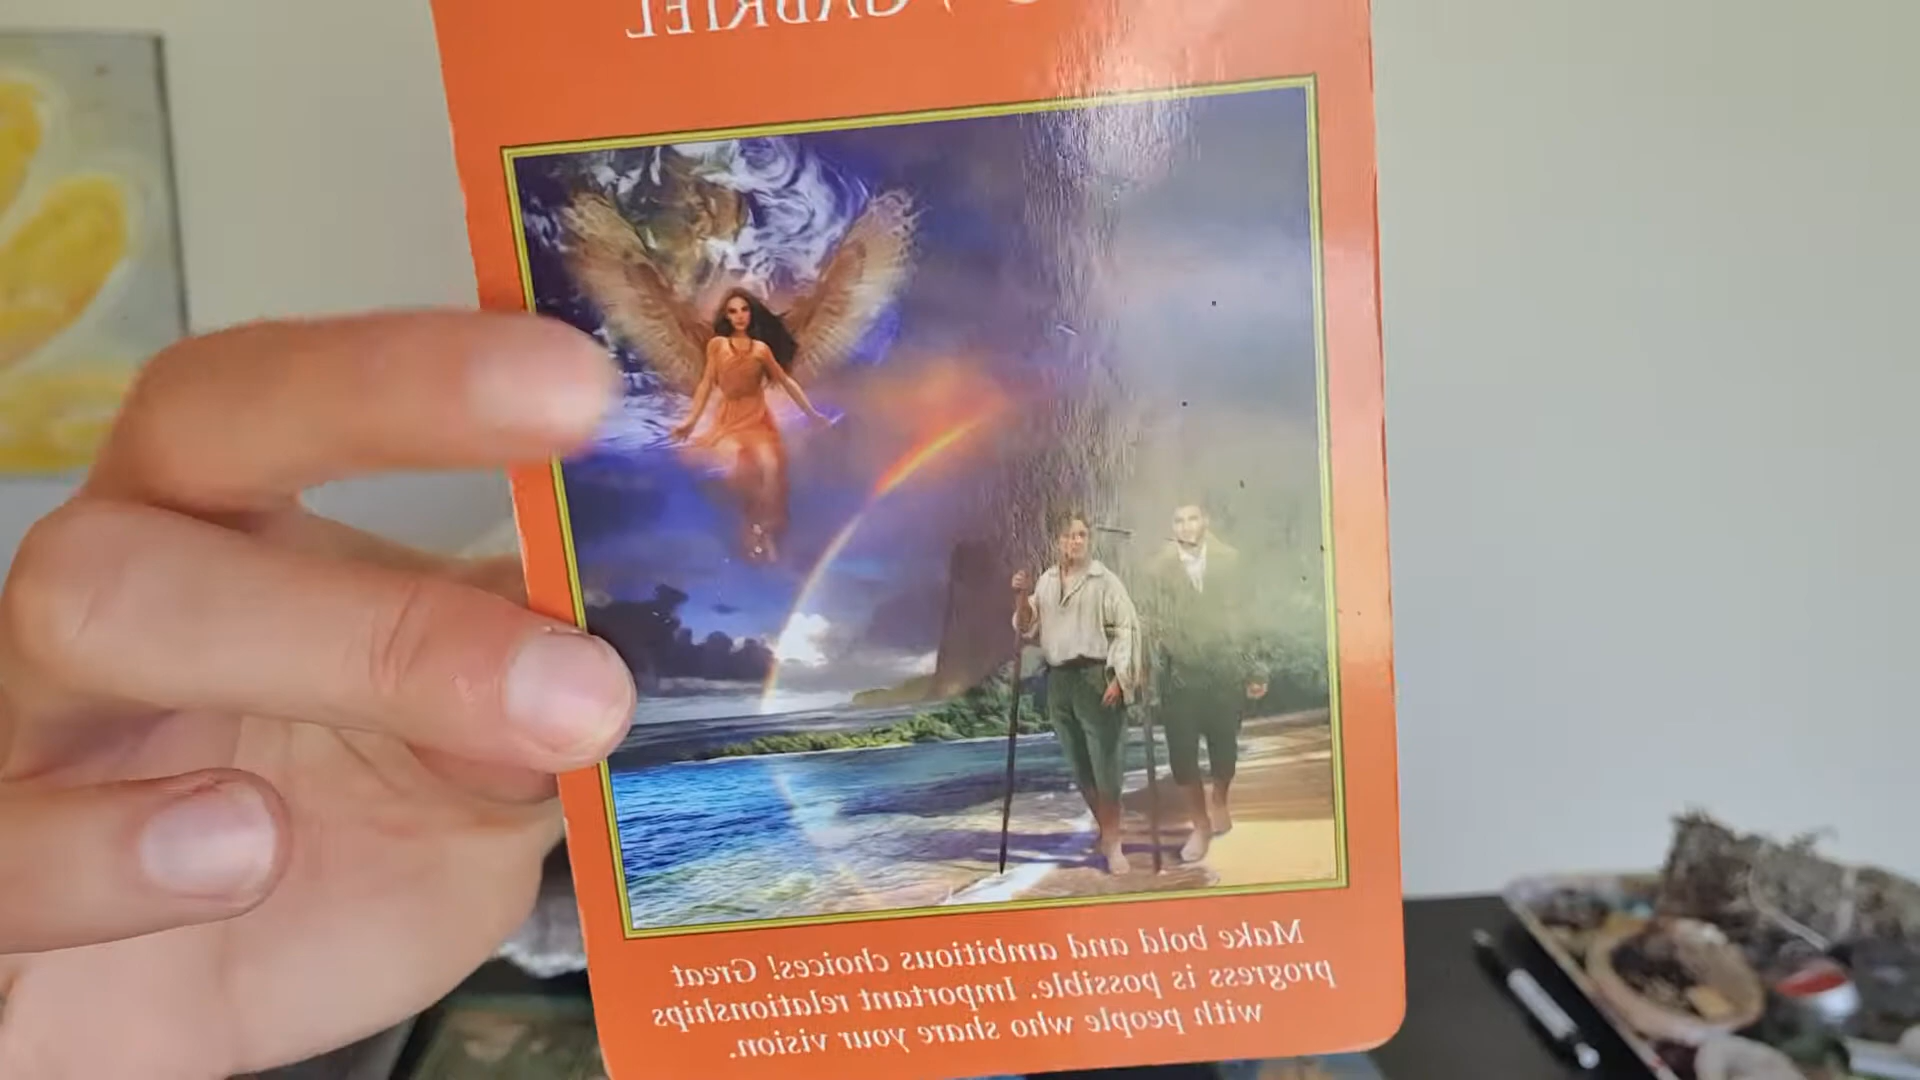 GABRIEL
Make bold and ambitious choices! Great
progress is possible. Important relationships
with people who share your vision.